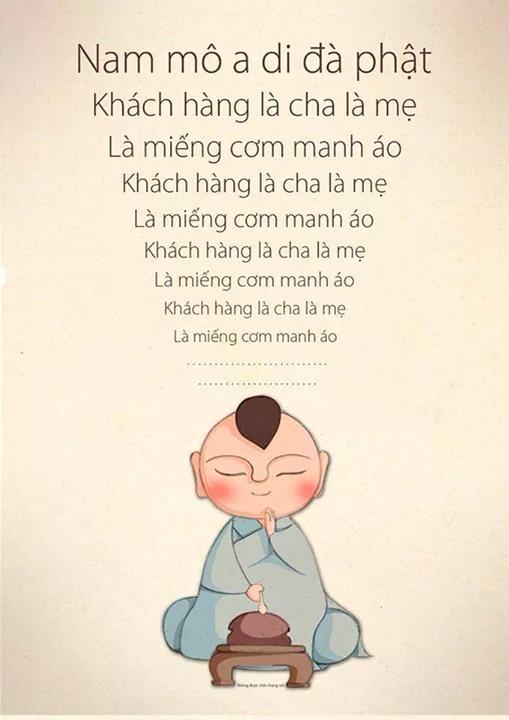 Nam mô a di đà phật
Khách hàng là cha là mẹ
Là miếng cơm manh áo
Khách hàng là cha là mẹ
Là miếng cơm manh áo
Khách hàng là cha là mẹ
Là miếng cơm manh áo
Khách hàng là cha là mẹ
Là miếng cơm manh áo
..........................
......................
Không được